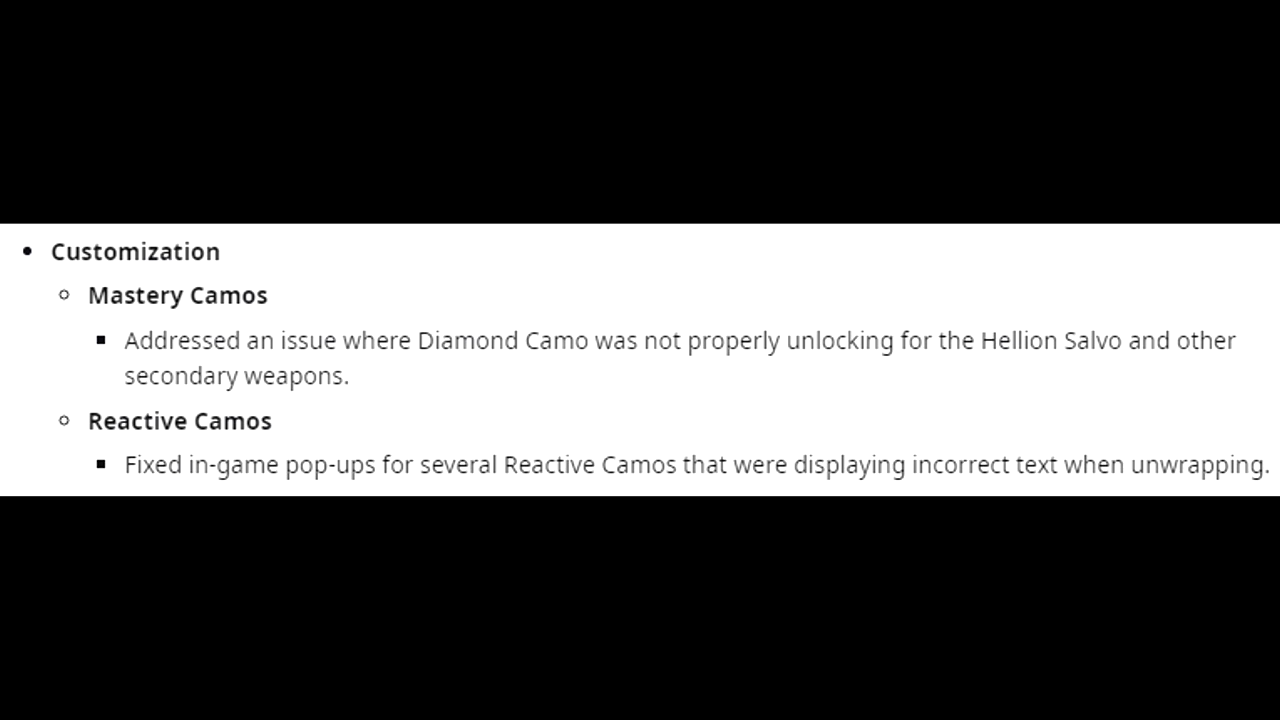 • Customization
◦ Mastery Camos
▪ Addressed an issue where Diamond Camo was not properly unlocking for the Hellion Salvo and other
secondary weapons.
◦ Reactive Camos
▪ Fixed in-game pop-ups for several Reactive Camos that were displaying incorrect text when unwrapping.